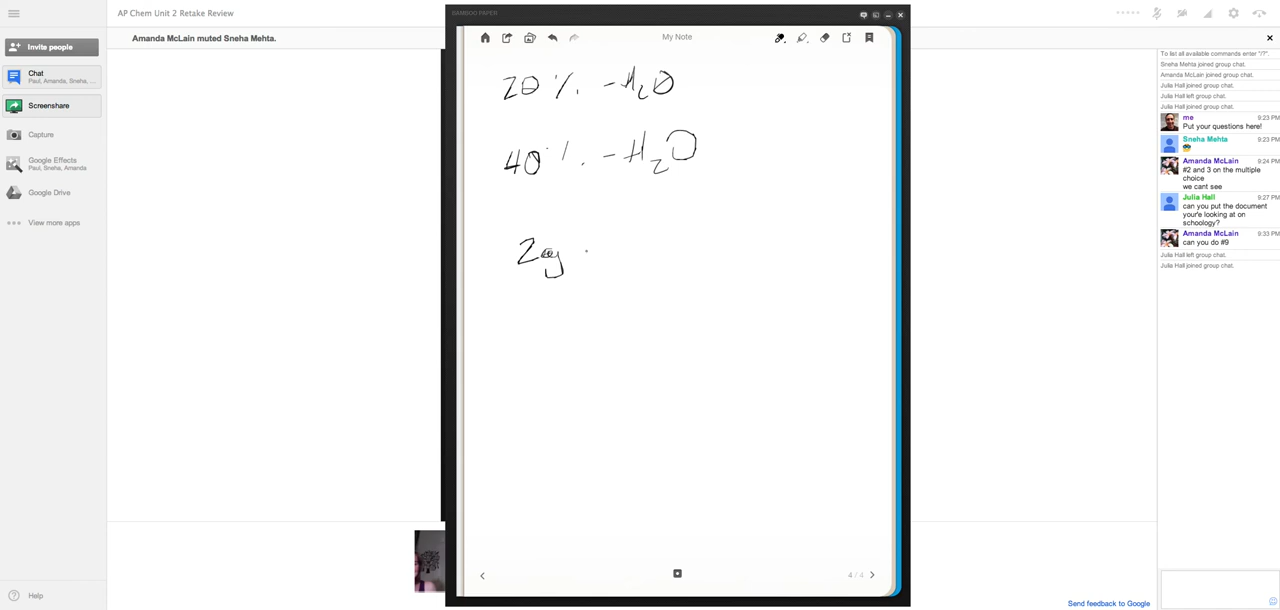 AP Chem Unit 2 Retake Review
BAMBOO PAPER
Invite people
Amanda McLain muted Sneha Mehta.
Chat
Paul, Amanda, Sneha, ...
Screenshare
Capture
Google Effects
Paul, Sneha, Amanda
Google Drive
View more apps
Help
My Note
20 % - H2O
40 % - H2O
4 / 4
To list all available commands enter "/?".
Sneha Mehta joined group chat.
Amanda McLain joined group chat.
Julia Hall joined group chat.
Julia Hall left group chat.
Julia Hall joined group chat.
me 9:23 PM
Put your questions here!
Sneha Mehta 9:23 PM
Amanda McLain 9:24 PM
#2 and 3 on the multiple
choice
we cant see
Julia Hall 9:27 PM
can you put the document
your'e looking at on
schoology?
Amanda McLain 9:33 PM
can you do #9
Julia Hall left group chat.
Julia Hall joined group chat.
Send feedback to Google